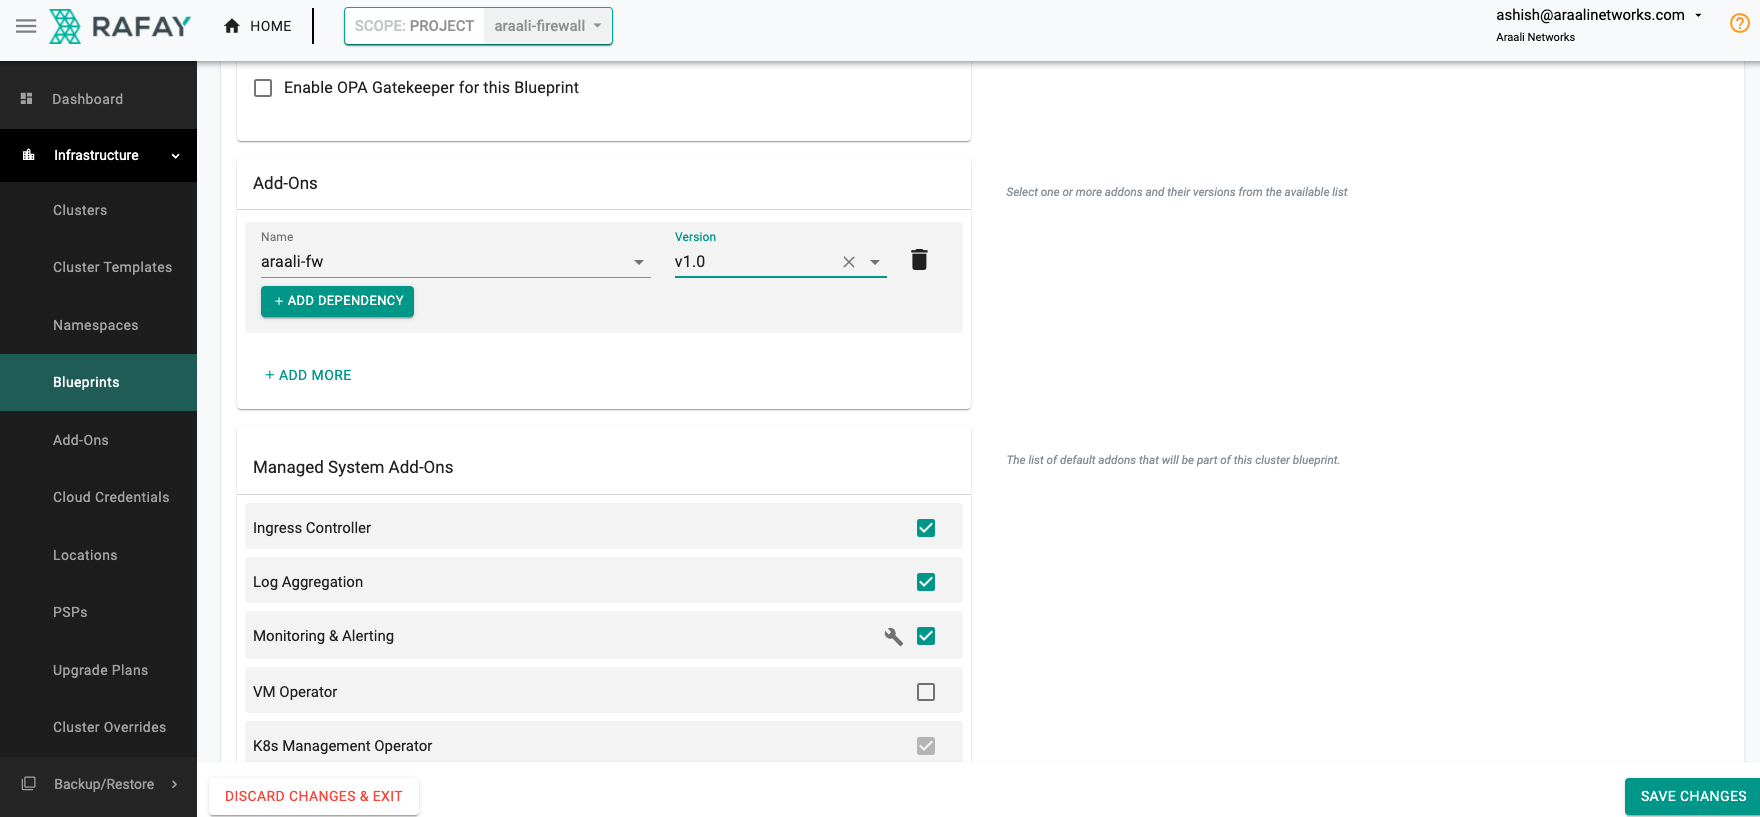 RAFAY
HOME
SCOPE: PROJECT araali-firewall
ashish@araalinetworks.com
Araali Networks
Dashboard
Infrastructure
Clusters
Cluster Templates
Namespaces
Blueprints
Add-Ons
Cloud Credentials
Locations
PSPs
Upgrade Plans
Cluster Overrides
Backup/Restore
Enable OPA Gatekeeper for this Blueprint
Add-Ons
Select one or more addons and their versions from the available list
Name
araali-fw
Version
v1.0
+ ADD DEPENDENCY
+ ADD MORE
Managed System Add-Ons
The list of default addons that will be part of this cluster blueprint.
Ingress Controller
Log Aggregation
Monitoring & Alerting
VM Operator
K8s Management Operator
DISCARD CHANGES & EXIT
SAVE CHANGES